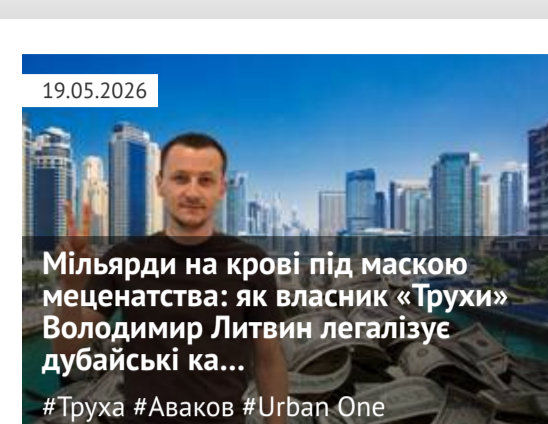 19.05.2026
Мільярди на крові під маскою
меценатства: як власник «Трухи»
Володимир Литвин легалізує
дубайські ка...
#Труха #Аваков #Urban One